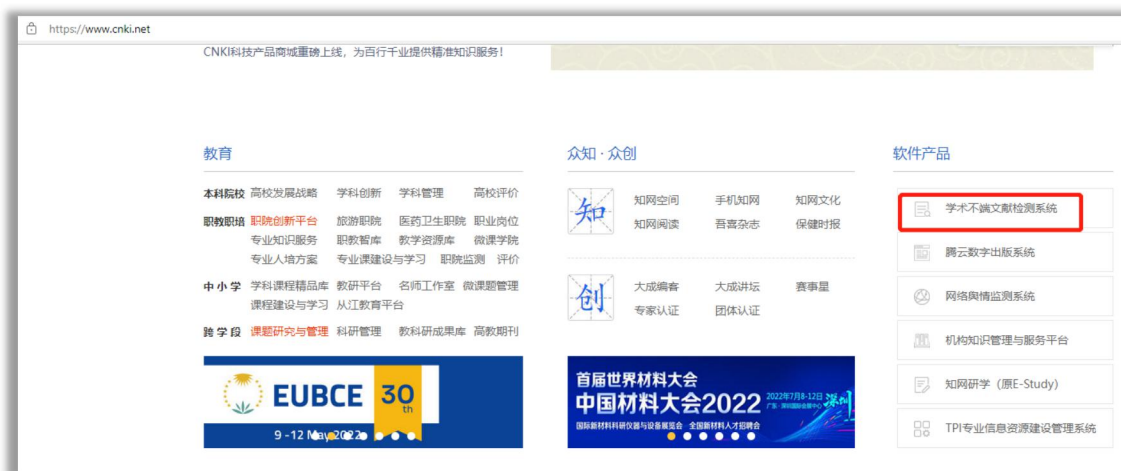 https://www.cnki.net
CNKI科技产品商城重磅上线，为百行千业提供精准知识服务！
教育
本科院校 高校发展战略 学科创新 学科管理 高校评价
职教职培 职院创新平台 旅游职院 医药卫生职院 职业岗位
专业知识服务 职教智库 教学资源库 微课学院
专业人培方案 专业课建设与学习 职院监测 评价
中小学 学科课程精品库 教研平台 名师工作室 微课题管理
课程建设与学习 从江教育平台
跨学段 课题研究与管理 科研管理 教科研成果库 高教期刊
EUBCE 30th
9-12 May 2022
众知·众创
知
知网空间 手机知网 知网文化
知网阅读 吾喜杂志 保健时报
创
大成编客 大成讲坛 赛事星
专家认证 团体认证
首届世界材料大会
中国材料大会2022
2022年7月8-12日 深圳
国际新材料科研仪器与设备展览会 全国新材料人才招聘会
软件产品
学术不端文献检测系统
腾云数字出版系统
网络舆情监测系统
机构知识管理与服务平台
知网研学（原E-Study）
TPI专业信息资源建设管理系统